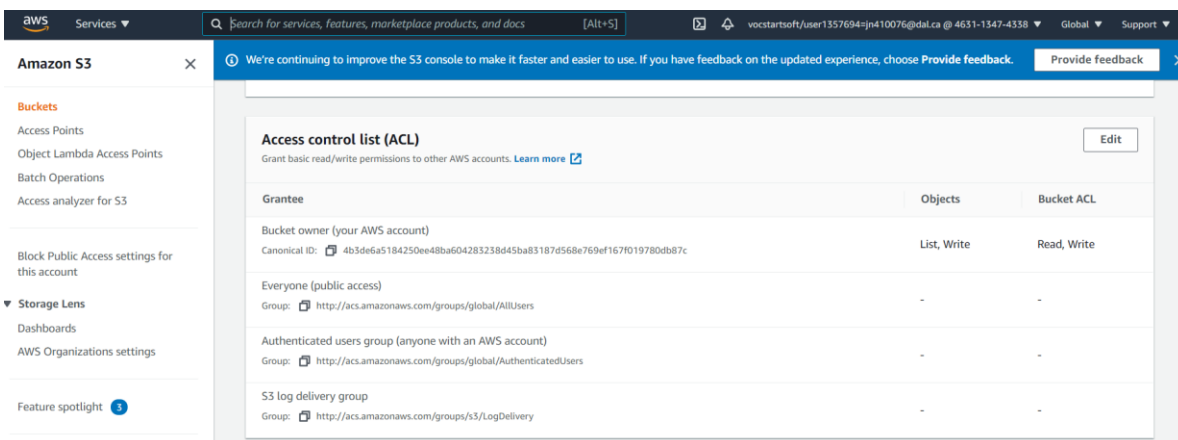 aws Services ▼ Search for services, features, marketplace products, and docs [Alt+S] vocstartsoft/user1357694=jn410076@dal.ca @ 4631-1347-4338 ▼ Global ▼ Support ▼
Amazon S3
We're continuing to improve the S3 console to make it faster and easier to use. If you have feedback on the updated experience, choose Provide feedback. Provide feedback
Buckets
Access Points
Object Lambda Access Points
Batch Operations
Access analyzer for S3
Block Public Access settings for
this account
Storage Lens
Dashboards
AWS Organizations settings
Feature spotlight 3
Access control list (ACL) Edit
Grant basic read/write permissions to other AWS accounts. Learn more
Grantee Objects Bucket ACL
Bucket owner (your AWS account)
Canonical ID: 4b3de6a5184250ee48ba604283238d45ba83187d568e769ef167f019780db87c List, Write Read, Write
Everyone (public access)
Group: http://acs.amazonaws.com/groups/global/AllUsers - -
Authenticated users group (anyone with an AWS account)
Group: http://acs.amazonaws.com/groups/global/AuthenticatedUsers - -
S3 log delivery group
Group: http://acs.amazonaws.com/groups/s3/LogDelivery - -